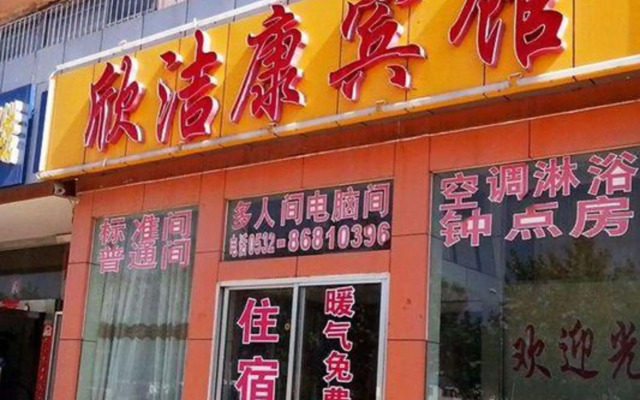 欣洁康宾馆
标准间
普通间
多人间电脑间
电话0532-86810396
空调淋浴
钟点房
住宿
暖气免费
欢迎光